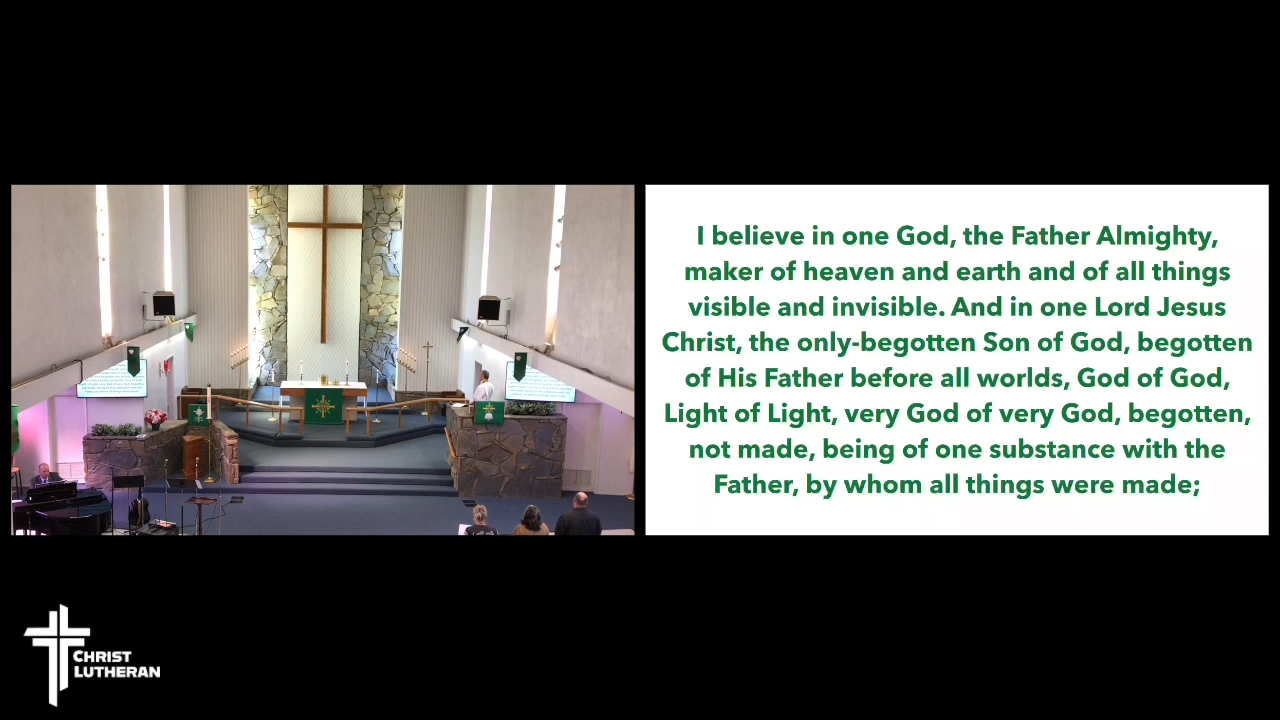 I believe in one God, the Father Almighty,
maker of heaven and earth and of all things
visible and invisible. And in one Lord Jesus
Christ, the only-begotten Son of God, begotten
of His Father before all worlds, God of God,
Light of Light, very God of very God, begotten,
not made, being of one substance with the
Father, by whom all things were made;
CHRIST
LUTHERAN